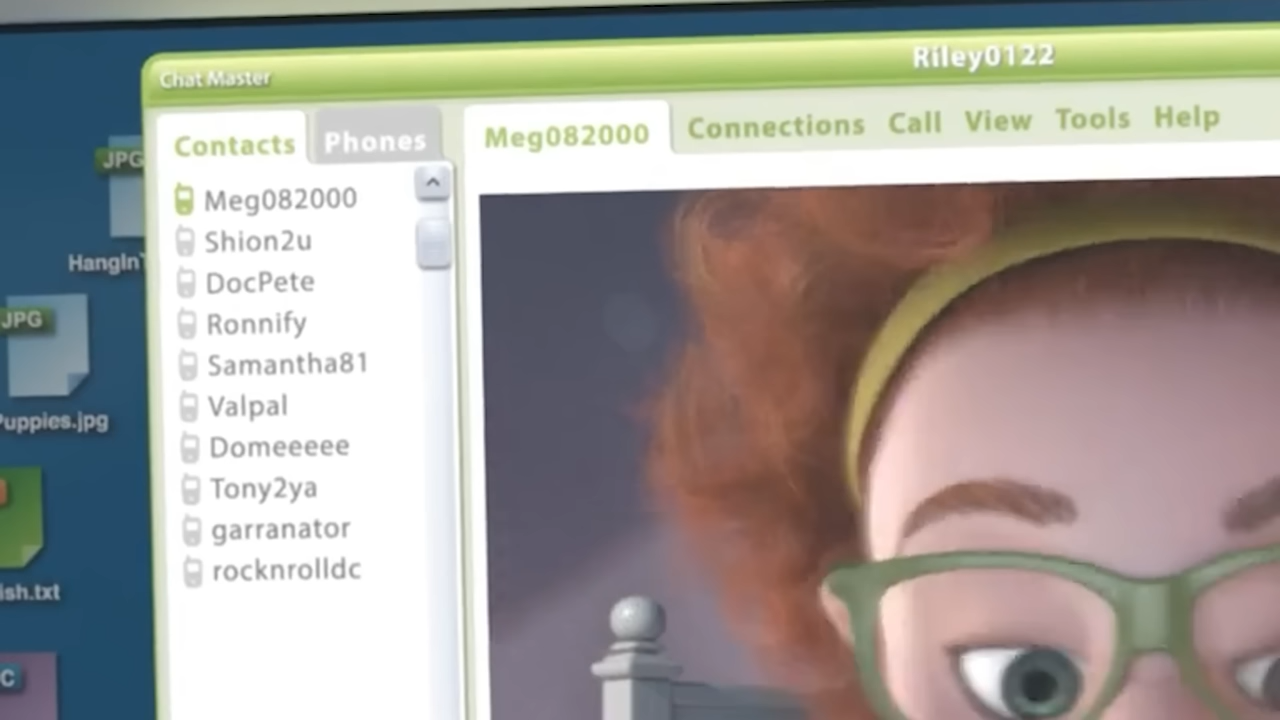 Riley0122
Chat Master
Contacts Phones Meg082000 Connections Call View Tools Help
Meg082000
Shion2u
DocPete
Ronnify
Samantha81
Valpal
Domeeeee
Tony2ya
garranator
rocknrolldc
JPG
HangInT
JPG
Puppies.jpg
ish.txt
C